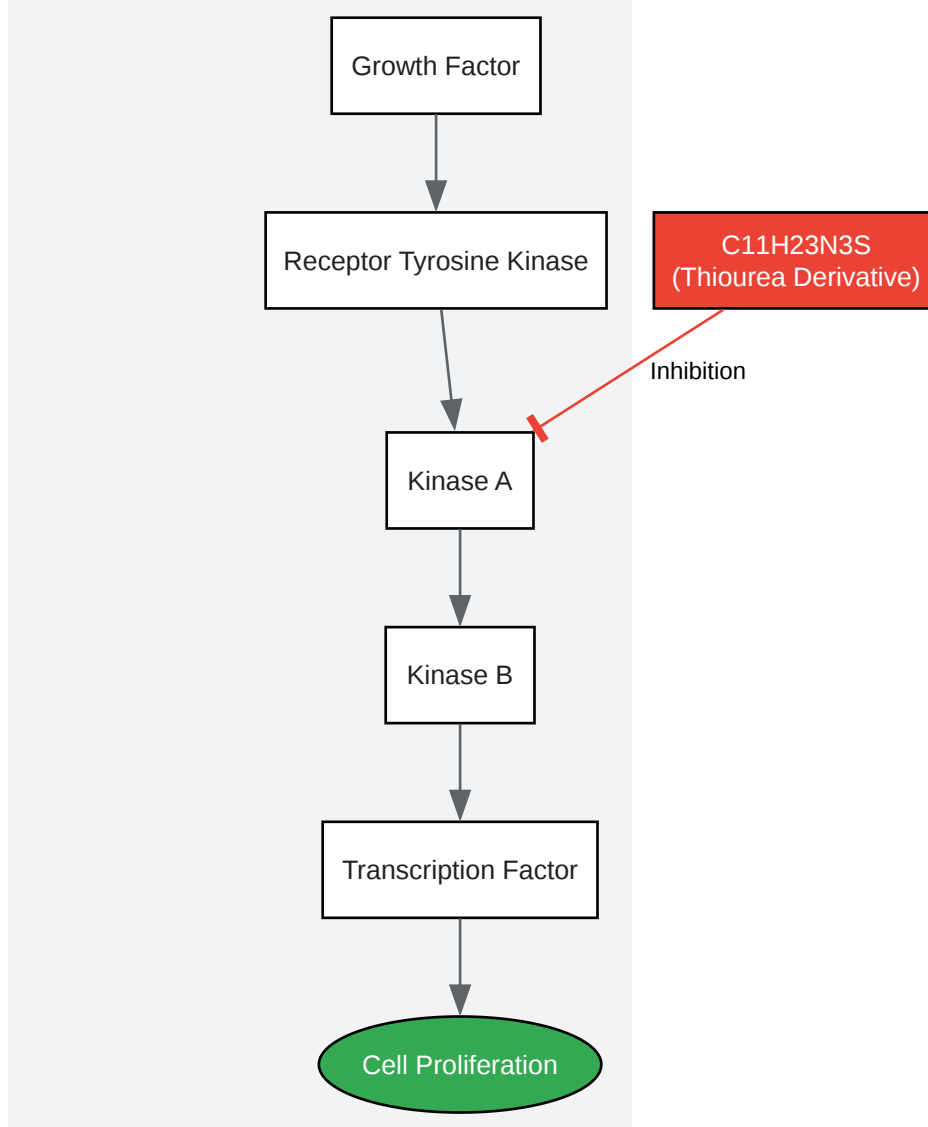 Growth Factor
Receptor Tyrosine Kinase
C11H23N3S
(Thiourea Derivative)
Inhibition
Kinase A
Kinase B
Transcription Factor
Cell Proliferation